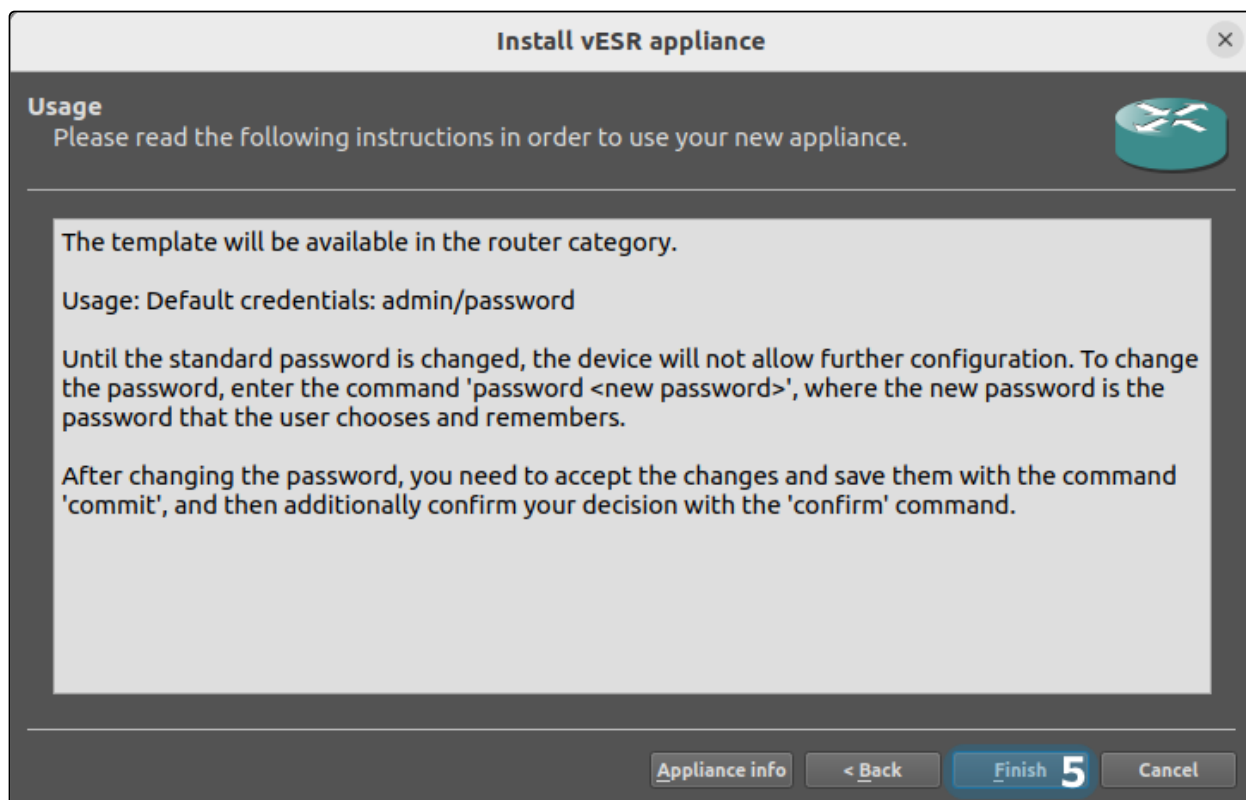 Install vESR appliance
Usage
Please read the following instructions in order to use your new appliance.
The template will be available in the router category.
Usage: Default credentials: admin/password
Until the standard password is changed, the device will not allow further configuration. To change
the password, enter the command 'password <new password>', where the new password is the
password that the user chooses and remembers.
After changing the password, you need to accept the changes and save them with the command
'commit', and then additionally confirm your decision with the 'confirm' command.
Appliance info < Back Finish 5 Cancel